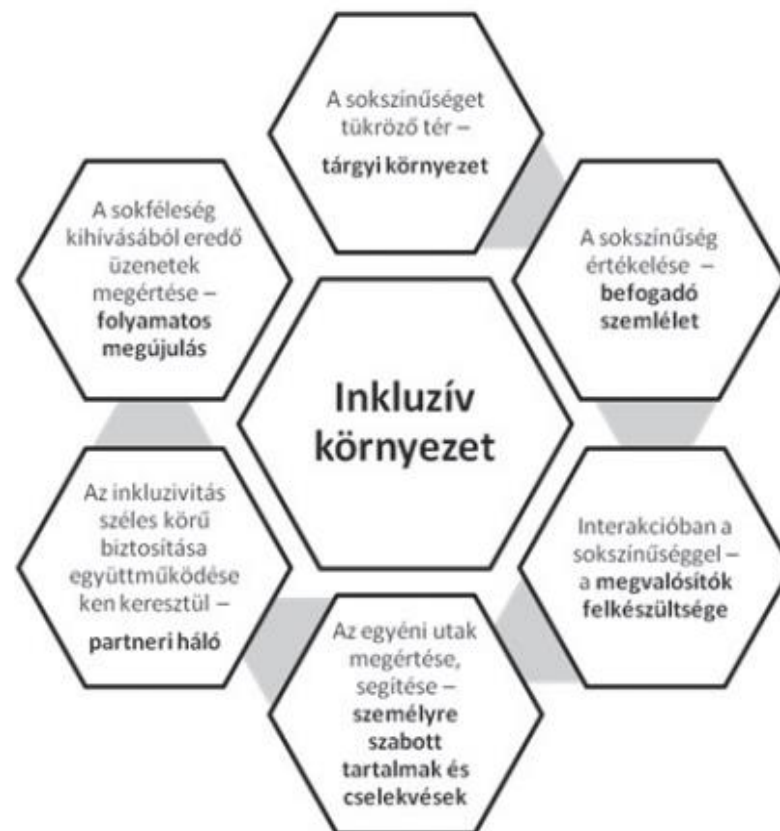 A sokszínűséget
tükröző tér –
tárgyi környezet
A sokszínűség
értékelése –
befogadó
szemlélet
Interakcióban a
sokszínűséggel –
a megvalósítók
felkészültsége
Az egyéni utak
megértése,
segítése –
személyre
szabott
tartalmak és
cselekvések
Az inkluzivitás
széles körű
biztosítása
együttműködése
ken keresztül –
partneri háló
A sokféleség
kihívásából eredő
üzenetek
megértése –
folyamatos
megújulás
Inkluzív
környezet